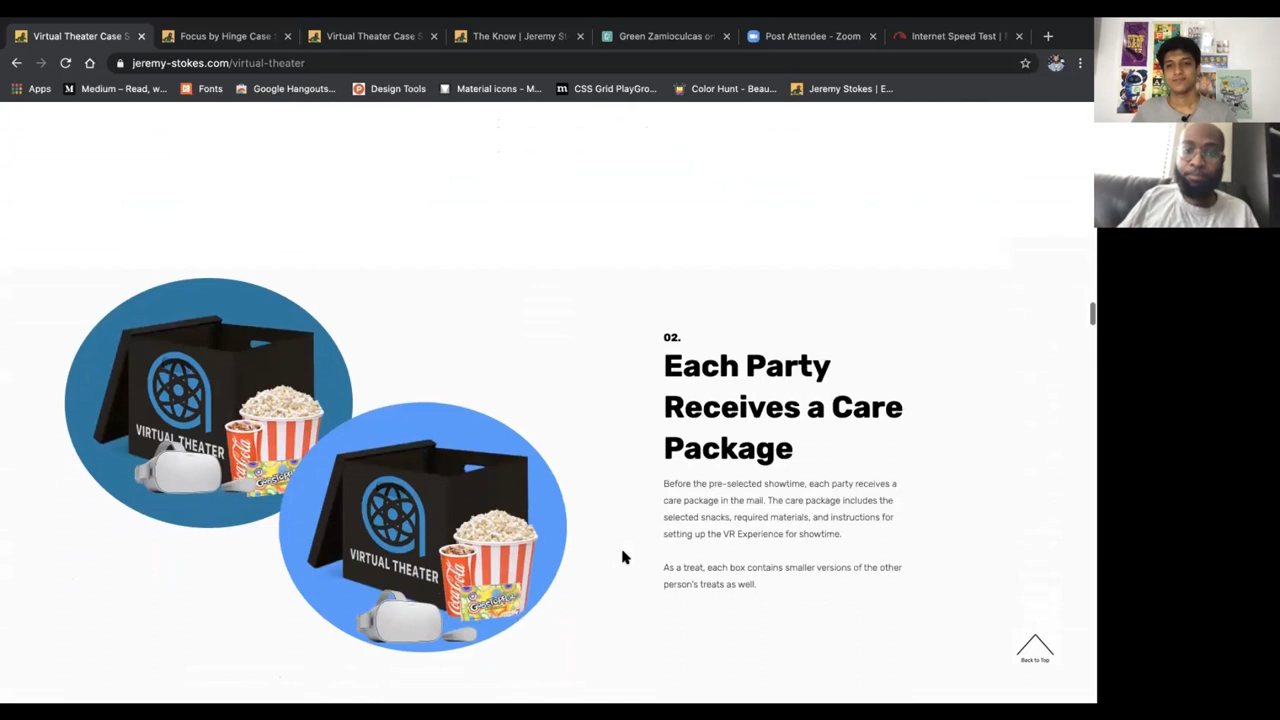 Virtual Theater Case S
Focus by Hinge Case
Virtual Theater Case S
The Know | Jeremy St
Green Zamioculcas or
Post Attendee - Zoom
Internet Speed Test |
jeremy-stokes.com/virtual-theater
Apps
Medium – Read, w...
Fonts
Google Hangouts...
Design Tools
Material icons - M...
CSS Grid PlayGro...
Color Hunt - Beau...
Jeremy Stokes | E...
VIRTUAL THEATER
Coca-Cola
VIRTUAL THEATER
Coca-Cola
02.
Each Party
Receives a Care
Package
Before the pre-selected showtime, each party receives a
care package in the mail. The care package includes the
selected snacks, required materials, and instructions for
setting up the VR Experience for showtime.
As a treat, each box contains smaller versions of the other
person's treats as well.
Back to Top